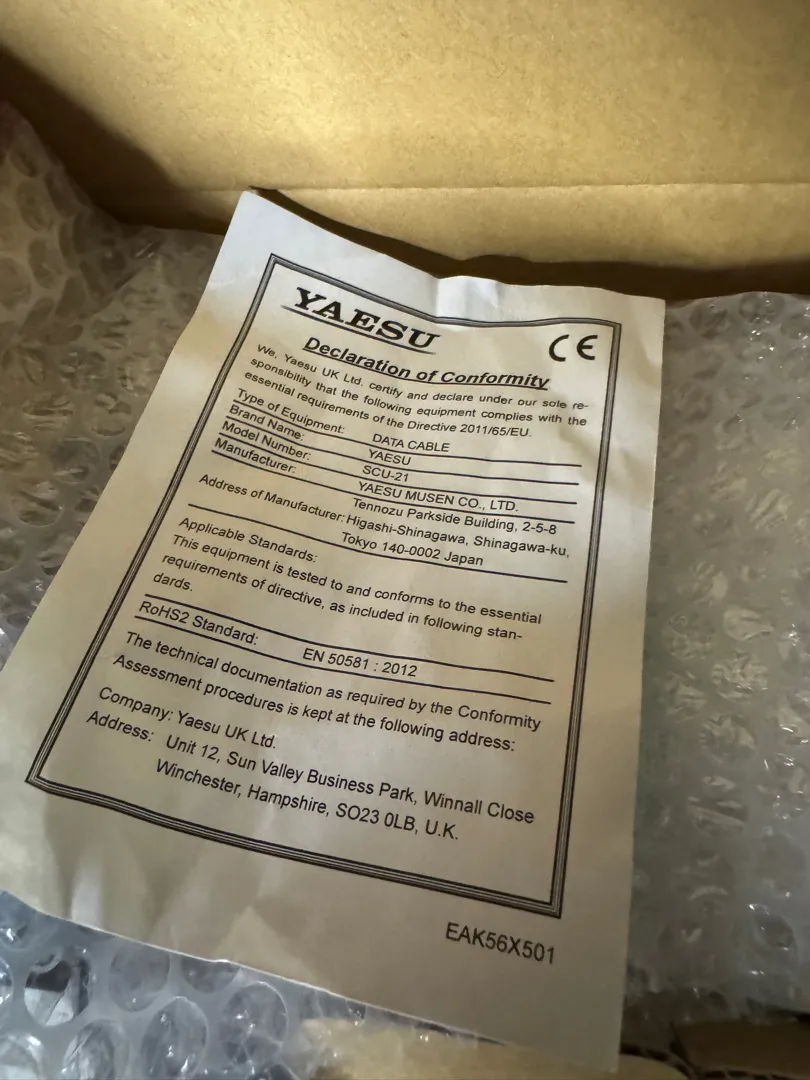 YAESU
CE
Declaration of Conformity
We, Yaesu UK Ltd. certify and declare under our sole re-
sponsibility that the following equipment complies with the
essential requirements of the Directive 2011/65/EU.
Type of Equipment: DATA CABLE
Brand Name: YAESU
Model Number: SCU-21
Manufacturer: YAESU MUSEN CO., LTD.
Tennozu Parkside Building, 2-5-8
Address of Manufacturer: Higashi-Shinagawa, Shinagawa-ku,
Tokyo 140-0002 Japan
Applicable Standards:
This equipment is tested to and conforms to the essential
requirements of directive, as included in following stan-
dards.
RoHS2 Standard: EN 50581 : 2012
The technical documentation as required by the Conformity
Assessment procedures is kept at the following address:
Company: Yaesu UK Ltd.
Address: Unit 12, Sun Valley Business Park, Winnall Close
Winchester, Hampshire, SO23 0LB, U.K.
EAK56X501